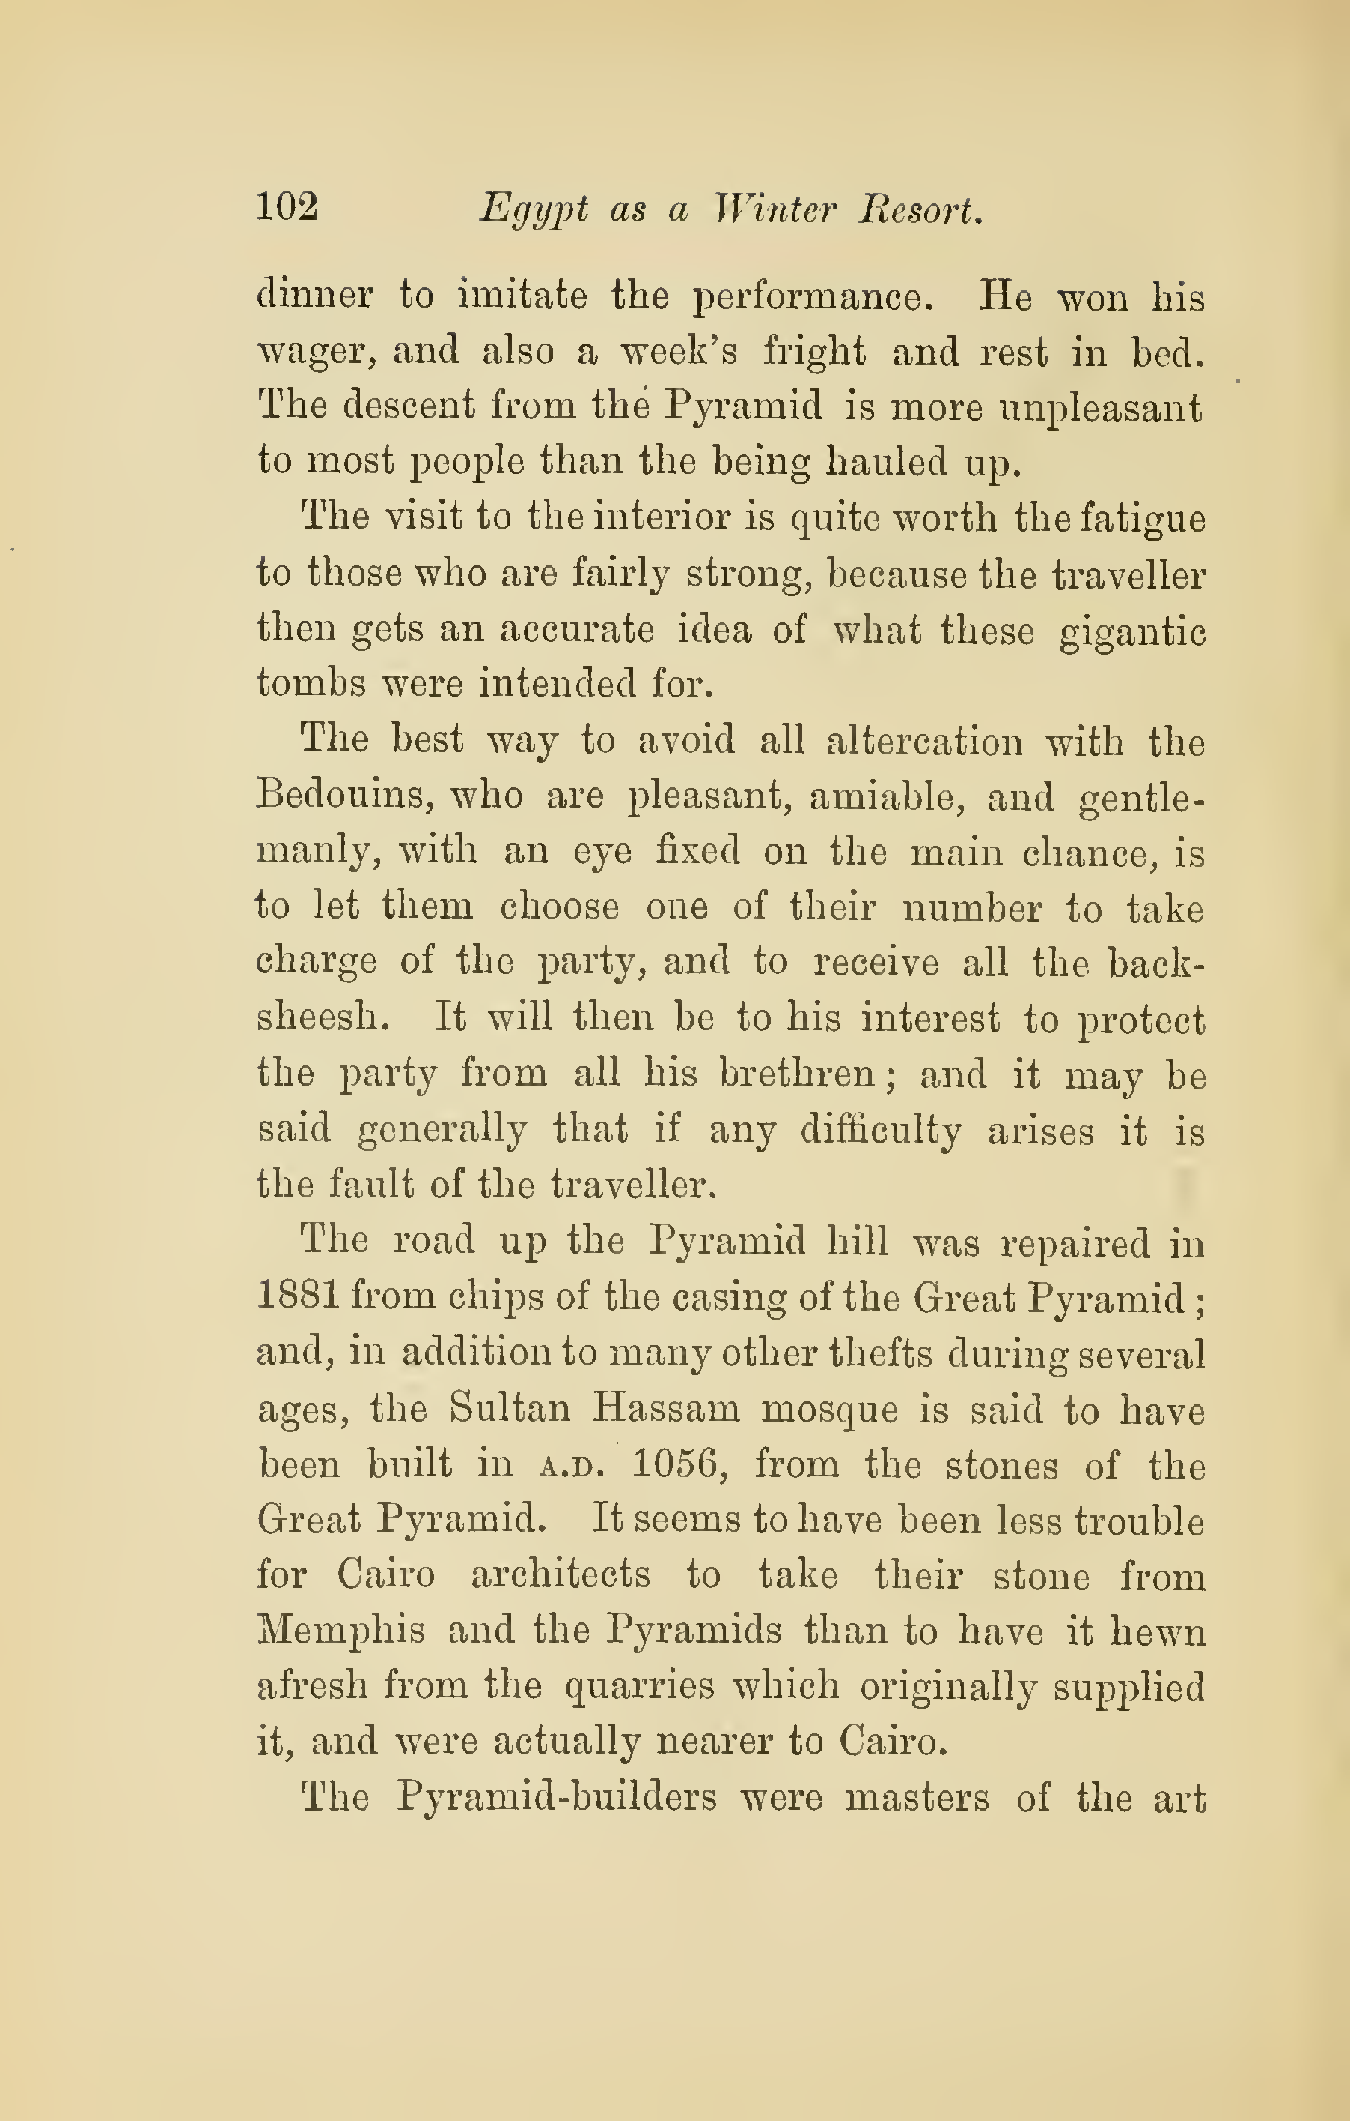 102 Egypt as a Winter Resort.
dinner to imitate the performance. He won his
wager, and also a week's fright and rest in bed.
The descent from the Pyramid is more unpleasant
to most people than the being hauled up.
The visit to the interior is quite worth the fatigue
to those who are fairly strong, because the traveller
then gets an accurate idea of what these gigantic
tombs were intended for.
The best way to avoid all altercation with the
Bedouins, who are pleasant, amiable, and gentle-
manly, with an eye fixed on the main chance, is
to let them choose one of their number to take
charge of the party, and to receive all the back-
sheesh. It will then be to his interest to protect
the party from all his brethren; and it may be
said generally that if any difficulty arises it is
the fault of the traveller.
The road up the Pyramid hill was repaired in
1881 from chips of the casing of the Great Pyramid;
and, in addition to many other thefts during several
ages, the Sultan Hassam mosque is said to have
been built in A.D. 1056, from the stones of the
Great Pyramid. It seems to have been less trouble
for Cairo architects to take their stone from
Memphis and the Pyramids than to have it hewn
afresh from the quarries which originally supplied
it, and were actually nearer to Cairo.
The Pyramid-builders were masters of the art